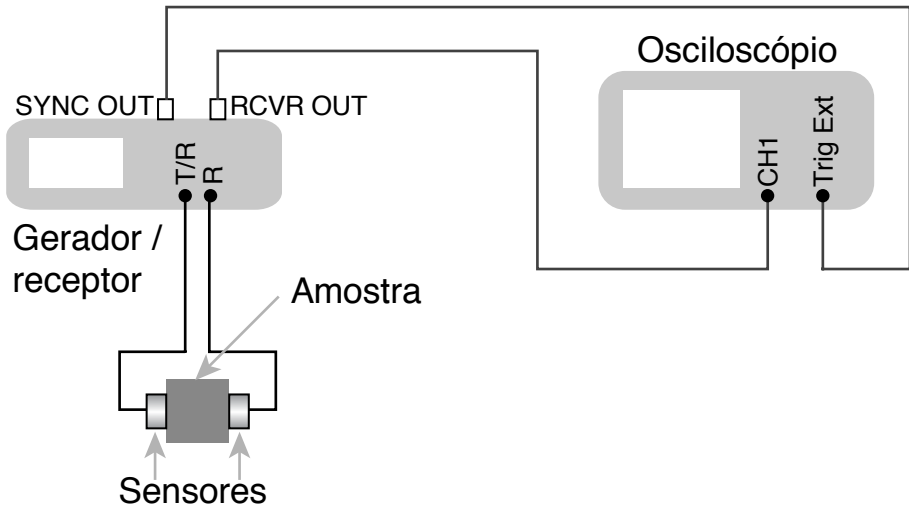 Osciloscópio
SYNC OUT
RCVR OUT
T/R
R
CH1
Trig Ext
Gerador /
receptor
Amostra
Sensores